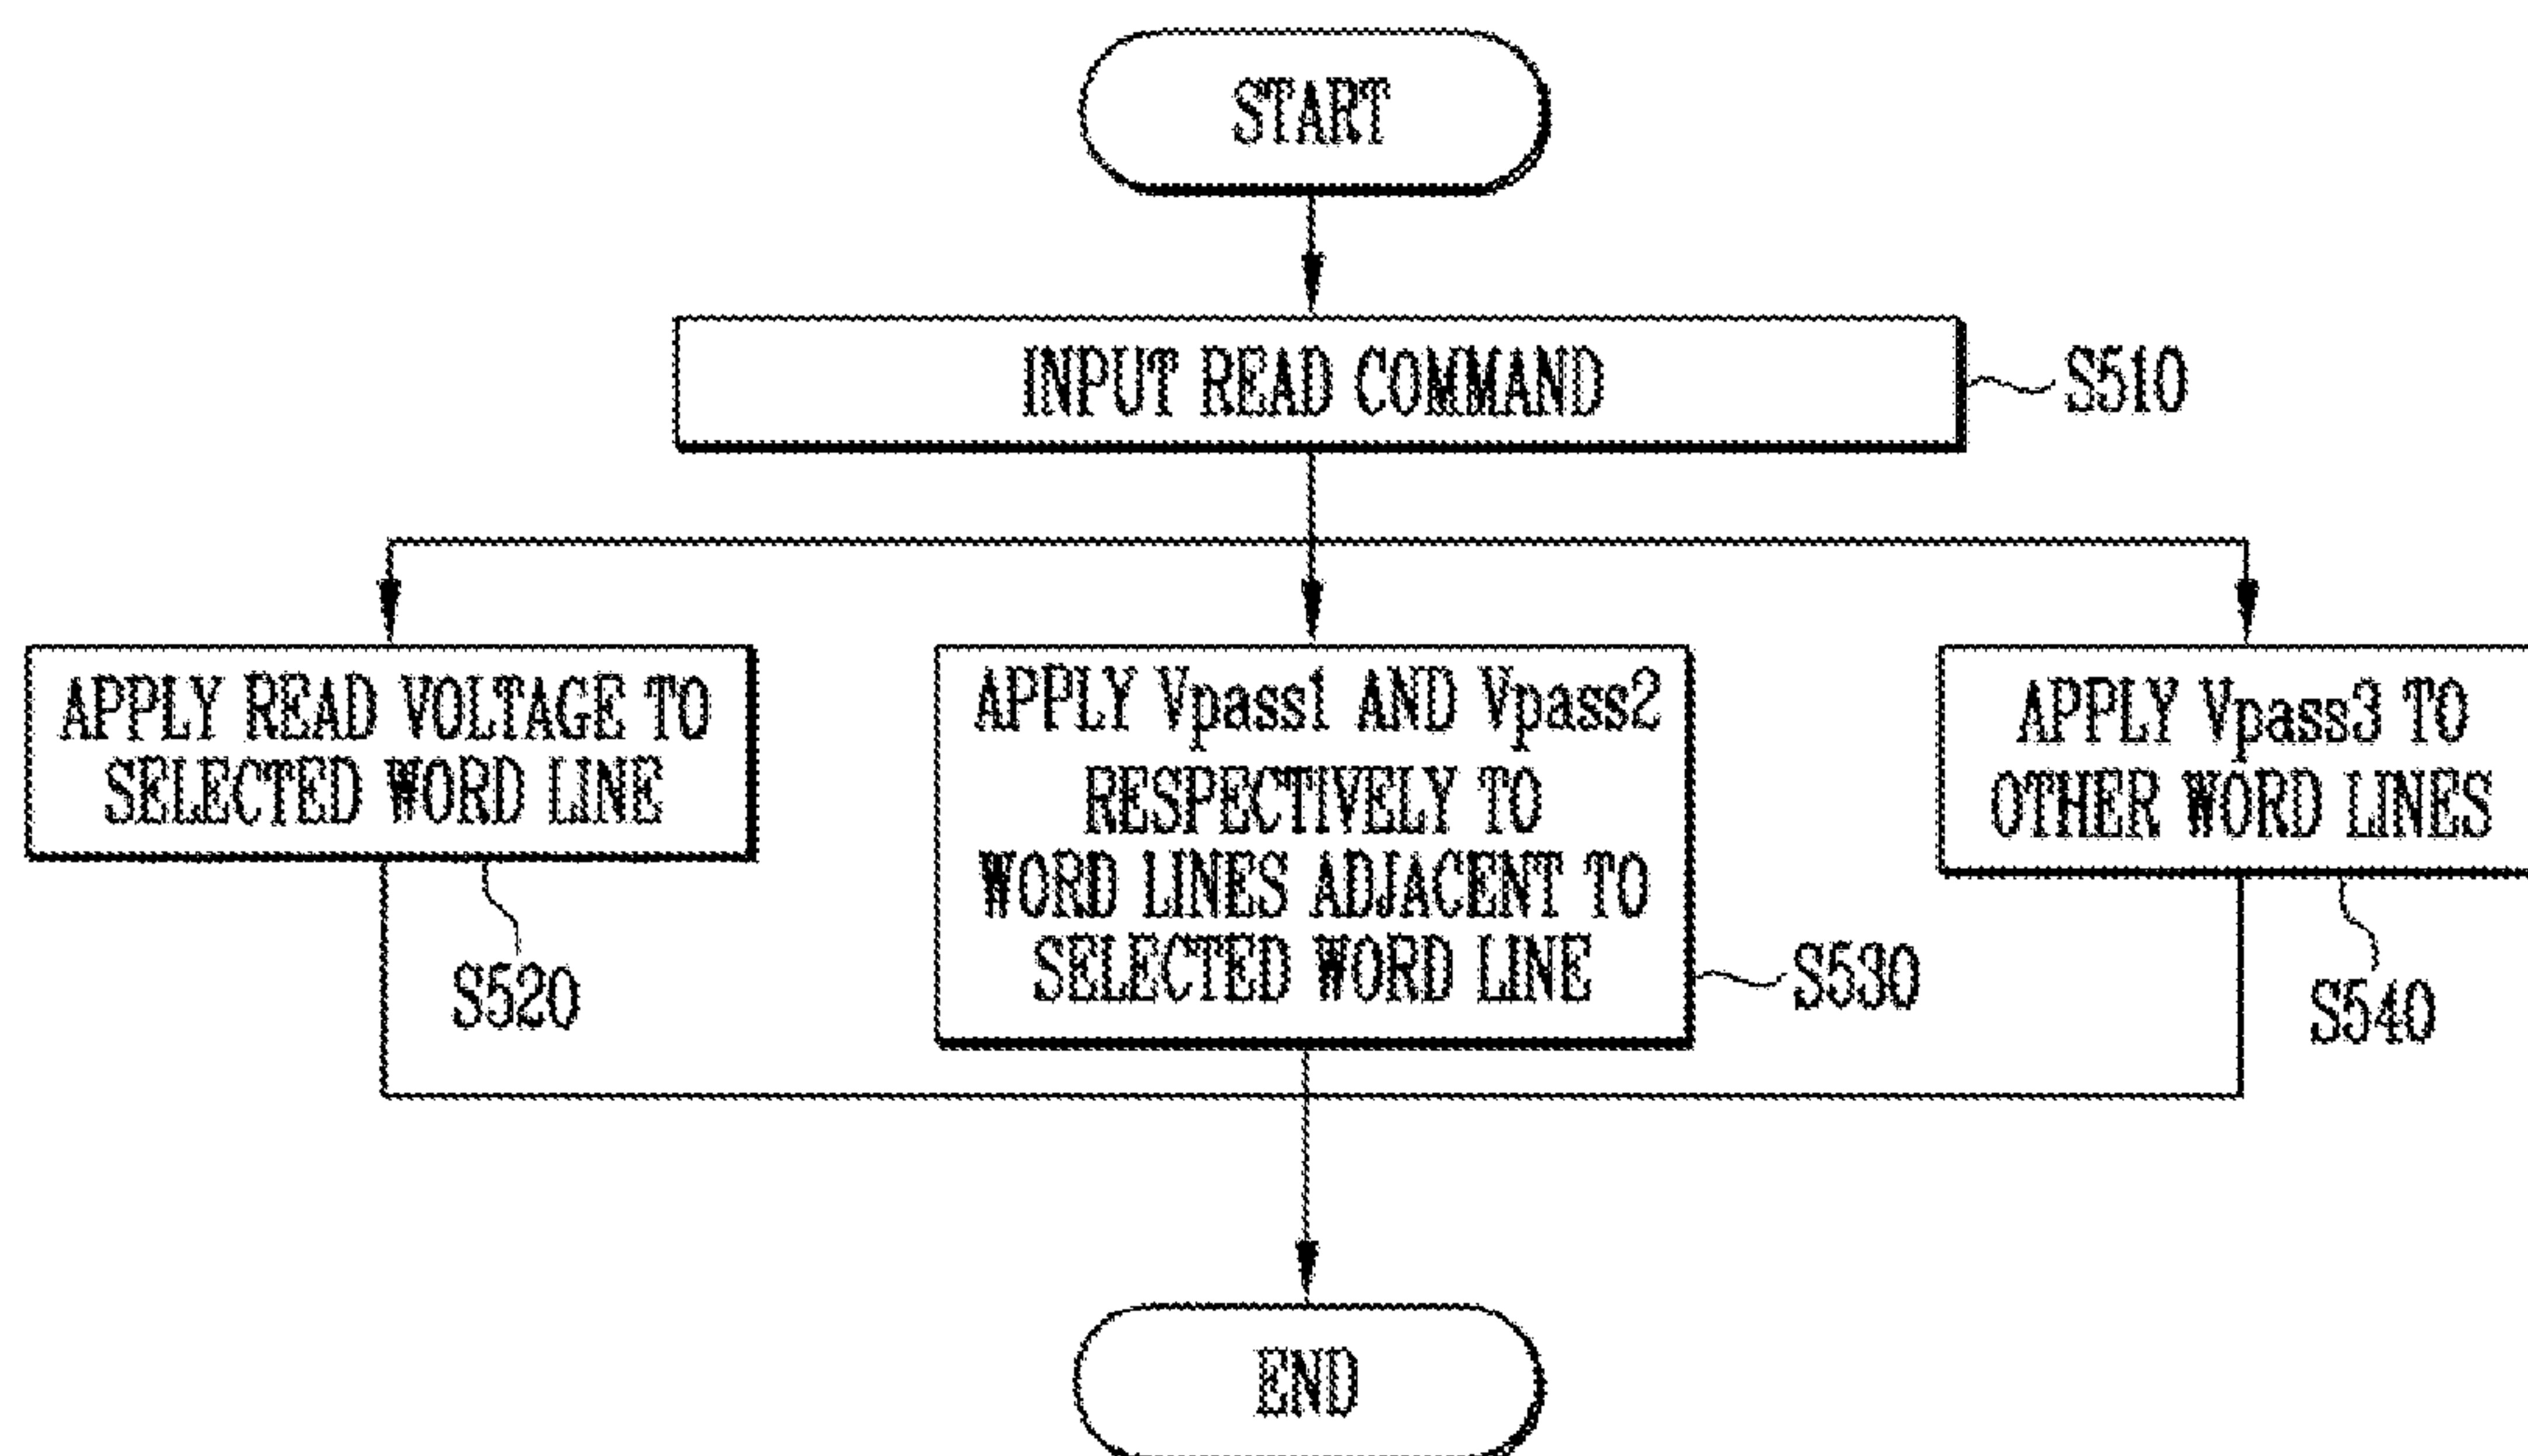 START
INPUT READ COMMAND
S510
APPLY READ VOLTAGE TO
SELECTED WORD LINE
S520
APPLY Vpass1 AND Vpass2
RESPECTIVELY TO
WORD LINES ADJACENT TO
SELECTED WORD LINE
S530
APPLY Vpass3 TO
OTHER WORD LINES
S540
END